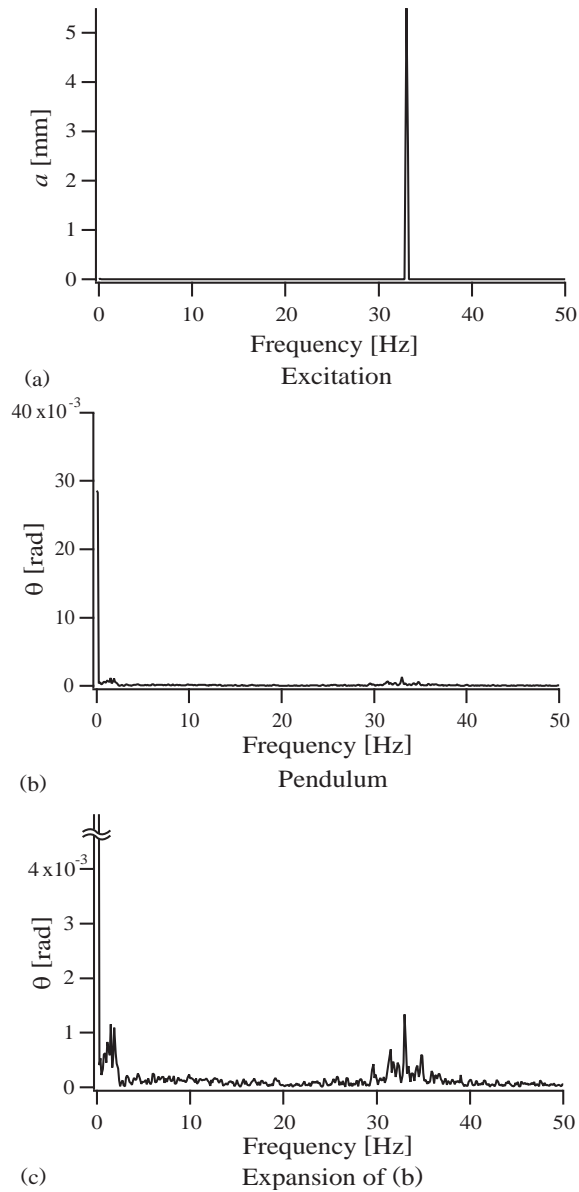 5
4
3
2
1
0
a [mm]
0 10 20 30 40 50
Frequency [Hz]
(a) Excitation
40 x10-3
30
20
10
0
θ [rad]
0 10 20 30 40 50
Frequency [Hz]
(b) Pendulum
4 x10-3
3
2
1
0
θ [rad]
0 10 20 30 40 50
Frequency [Hz]
(c) Expansion of (b)